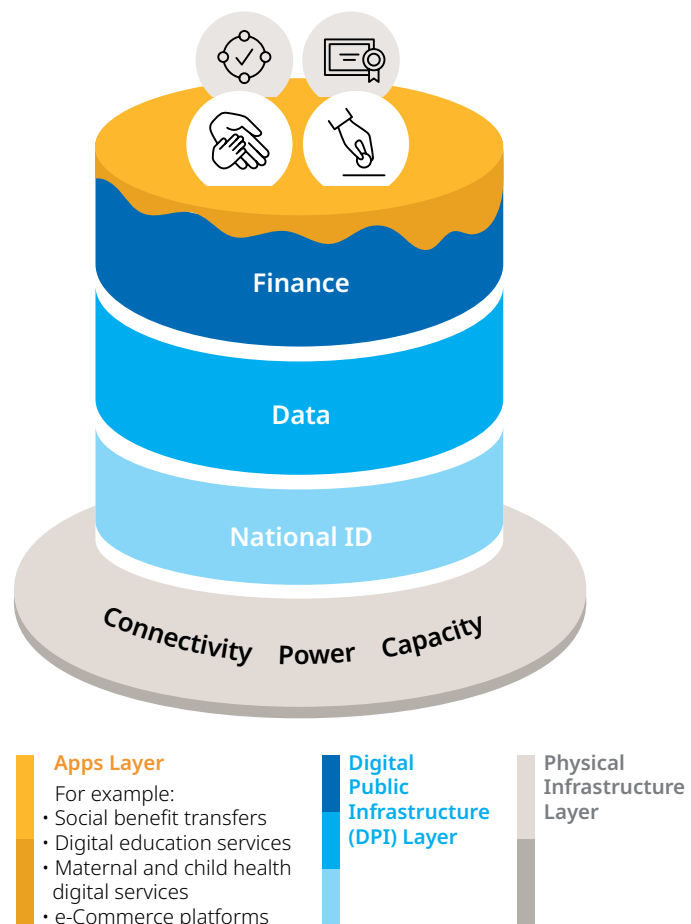 Finance
Data
National ID
Connectivity Power Capacity
Apps Layer
For example:
• Social benefit transfers
• Digital education services
• Maternal and child health
digital services
• e-Commerce platforms
Digital
Public
Infrastructure
(DPI) Layer
Physical
Infrastructure
Layer